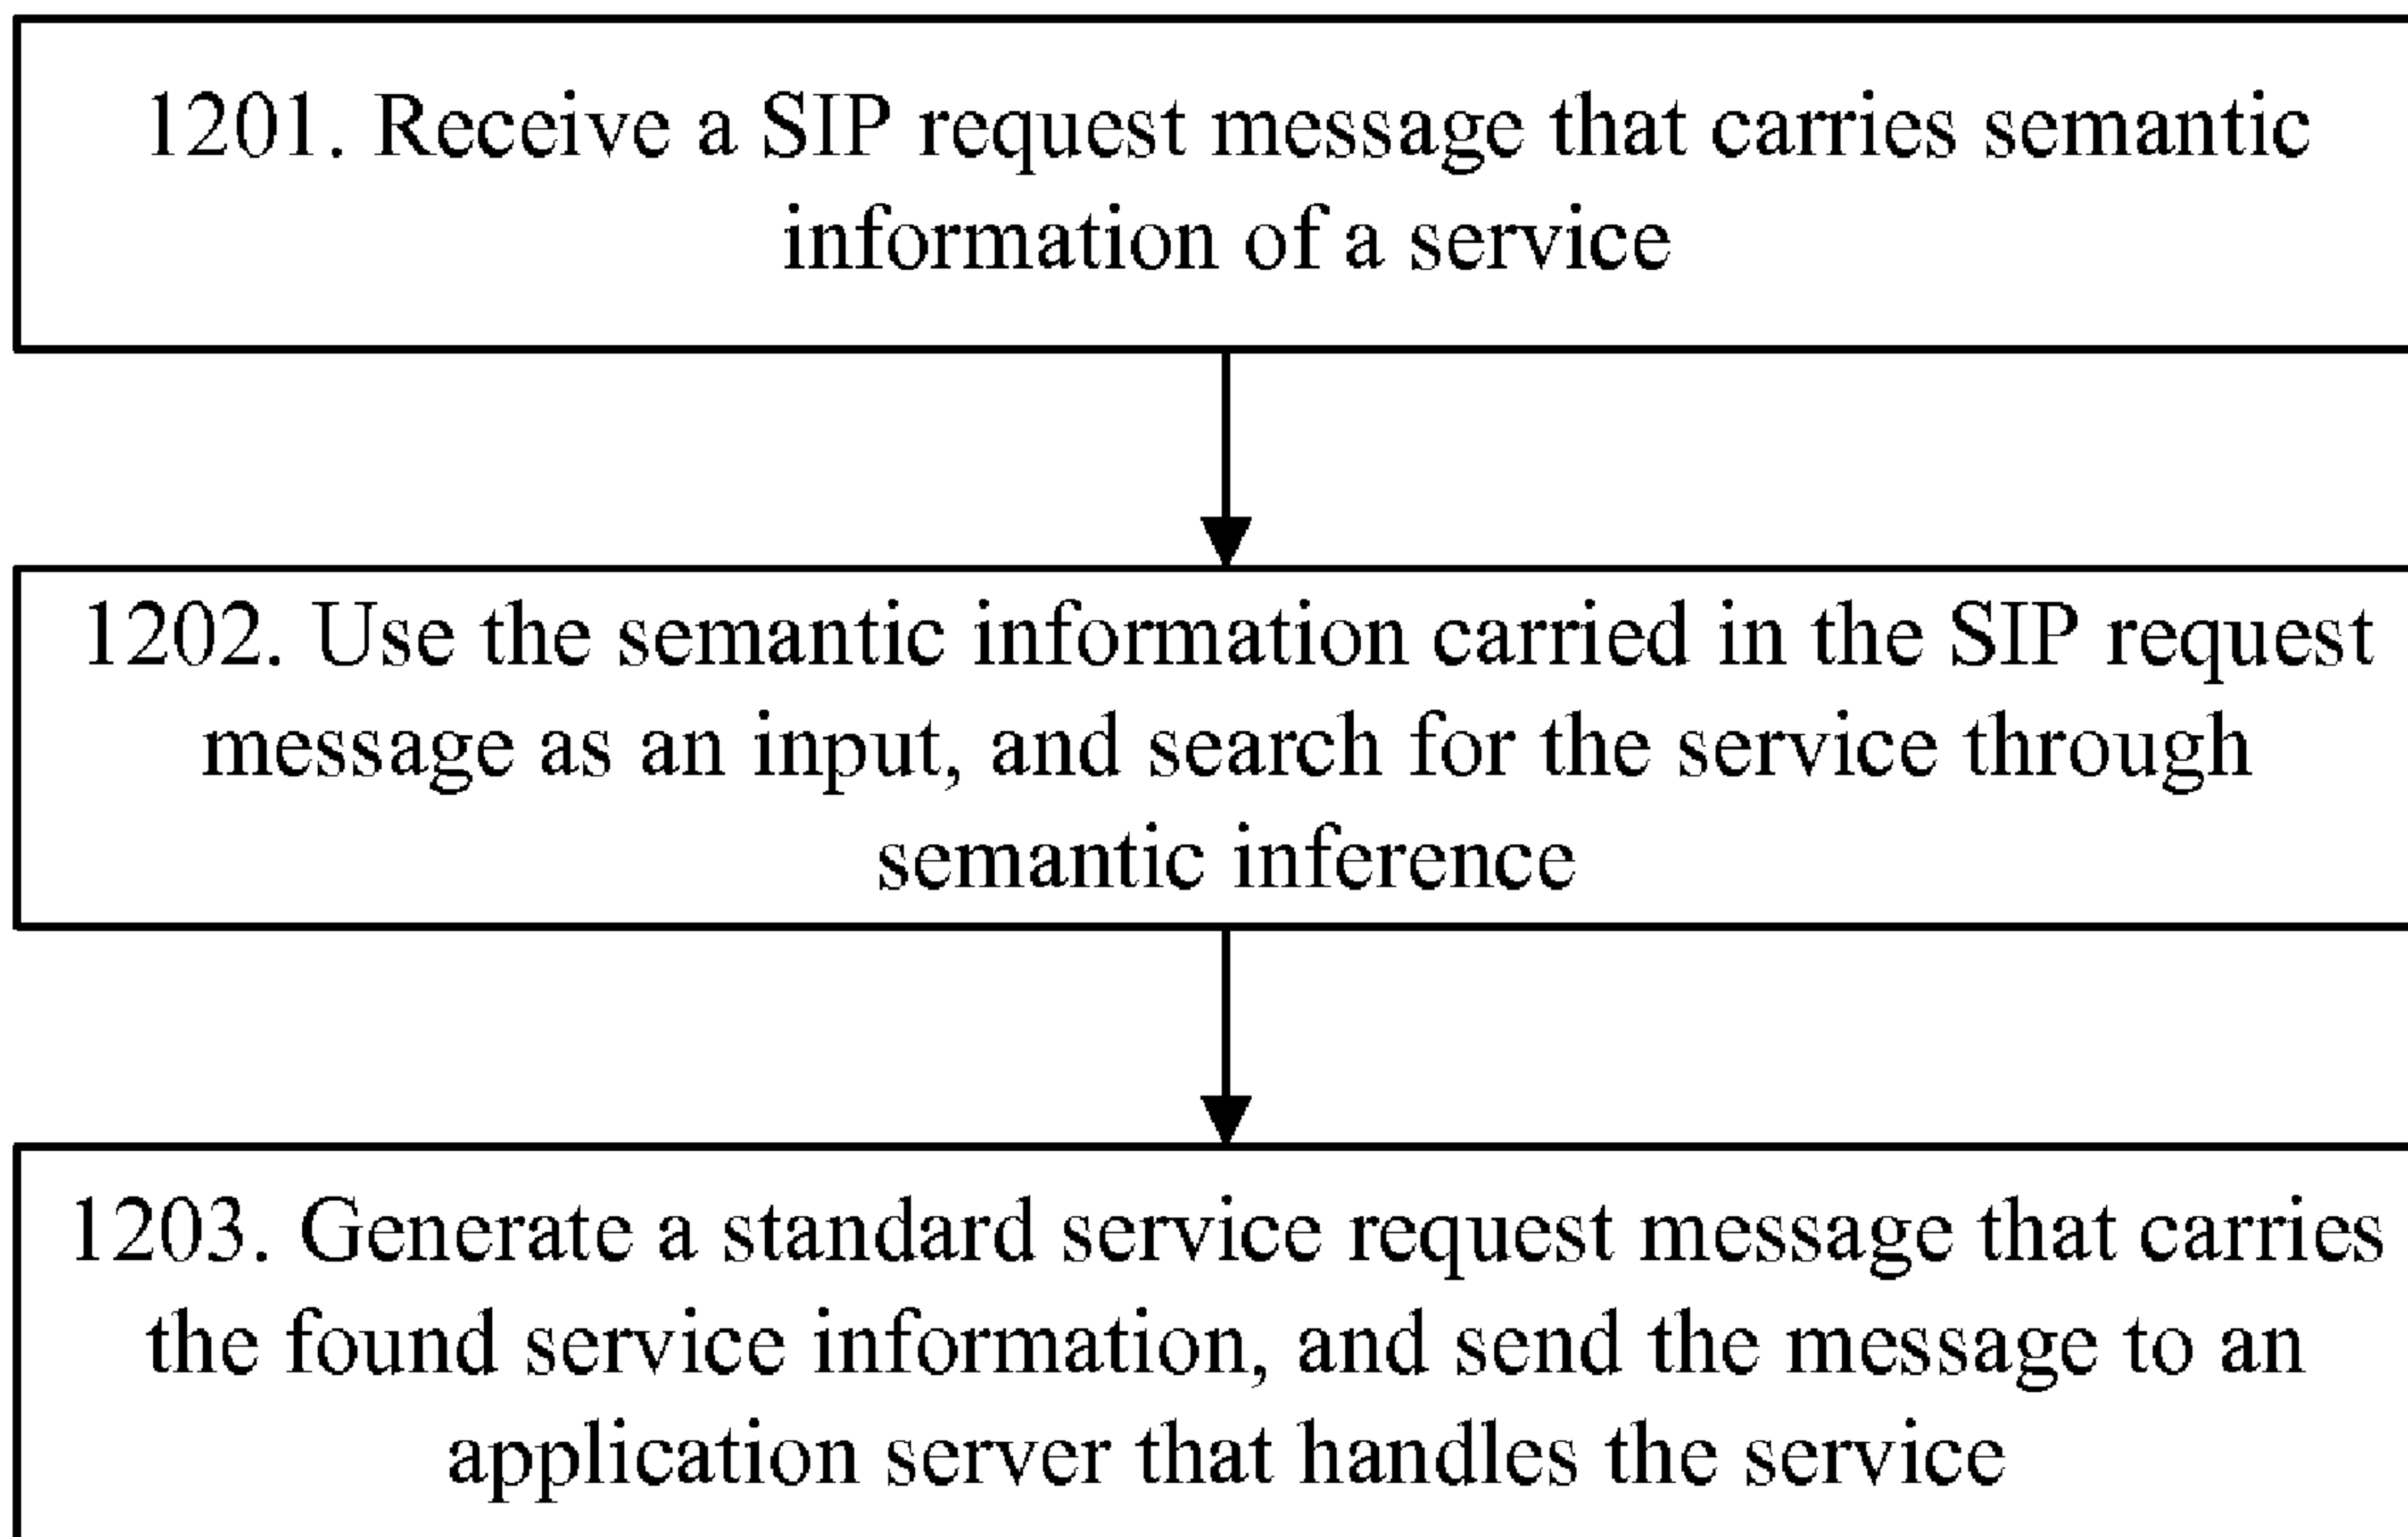 1201. Receive a SIP request message that carries semantic
information of a service
1202. Use the semantic information carried in the SIP request
message as an input, and search for the service through
semantic inference
1203. Generate a standard service request message that carries
the found service information, and send the message to an
application server that handles the service